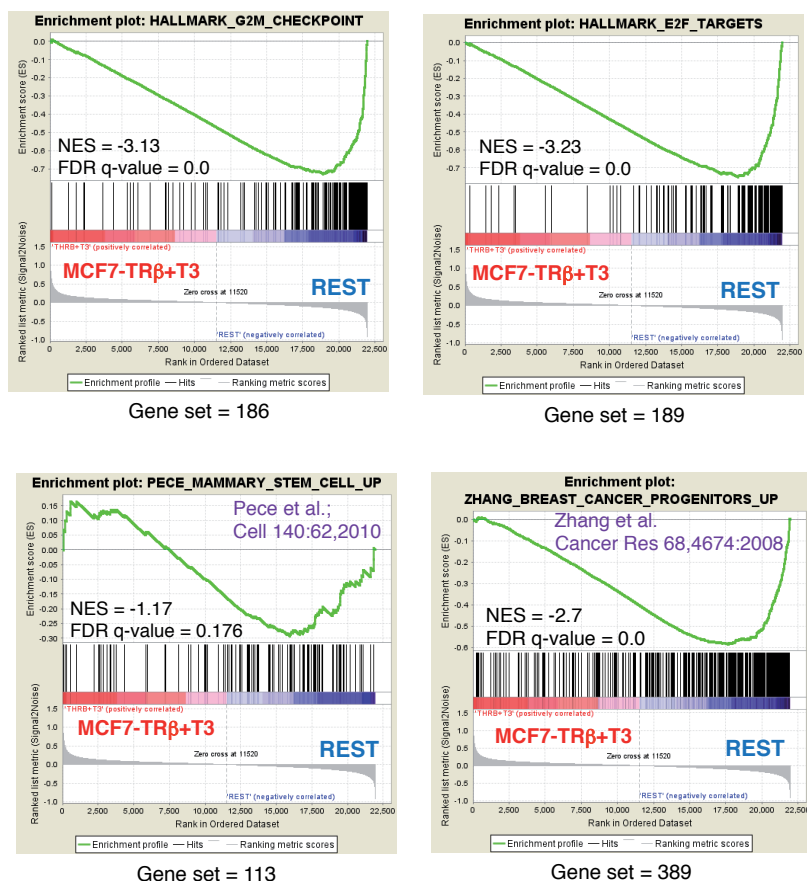 Enrichment plot: HALLMARK_G2M_CHECKPOINT
Enrichment score (ES)
0.0
-0.1
-0.2
-0.3
-0.4
-0.5
-0.6
-0.7
NES = -3.13
FDR q-value = 0.0
Ranked list metric (Signal2Noise)
1.5
1.0
0.5
0.0
-0.5
-1.0
'THRB+T3' (positively correlated)
MCF7-TRβ+T3
REST
Zero cross at 11520
'REST' (negatively correlated)
0 2,500 5,000 7,500 10,000 12,500 15,000 17,500 20,000 22,500
Rank in Ordered Dataset
Enrichment profile Hits Ranking metric scores
Gene set = 186
Enrichment plot: HALLMARK_E2F_TARGETS
Enrichment score (ES)
0.0
-0.1
-0.2
-0.3
-0.4
-0.5
-0.6
-0.7
NES = -3.23
FDR q-value = 0.0
Ranked list metric (Signal2Noise)
1.5
1.0
0.5
0.0
-0.5
-1.0
'THRB+T3' (positively correlated)
MCF7-TRβ+T3
REST
Zero cross at 11520
'REST' (negatively correlated)
0 2,500 5,000 7,500 10,000 12,500 15,000 17,500 20,000 22,500
Rank in Ordered Dataset
Enrichment profile Hits Ranking metric scores
Gene set = 189
Enrichment plot: PECE_MAMMARY_STEM_CELL_UP
Enrichment score (ES)
0.15
0.10
0.05
0.00
-0.05
-0.10
-0.15
-0.20
-0.25
-0.30
Pece et al.;
Cell 140:62,2010
NES = -1.17
FDR q-value = 0.176
Ranked list metric (Signal2Noise)
1.5
1.0
0.5
0.0
-0.5
-1.0
'THRB+T3' (positively correlated)
MCF7-TRβ+T3
REST
Zero cross at 11520
'REST' (negatively correlated)
0 2,500 5,000 7,500 10,000 12,500 15,000 17,500 20,000 22,500
Rank in Ordered Dataset
Enrichment profile Hits Ranking metric scores
Gene set = 113
Enrichment plot:
ZHANG_BREAST_CANCER_PROGENITORS_UP
Enrichment score (ES)
0.0
-0.1
-0.2
-0.3
-0.4
-0.5
-0.6
Zhang et al.
Cancer Res 68,4674:2008
NES = -2.7
FDR q-value = 0.0
Ranked list metric (Signal2Noise)
1.5
1.0
0.5
0.0
-0.5
-1.0
'THRB+T3' (positively correlated)
MCF7-TRβ+T3
REST
Zero cross at 11520
'REST' (negatively correlated)
0 2,500 5,000 7,500 10,000 12,500 15,000 17,500 20,000 22,500
Rank in Ordered Dataset
Enrichment profile Hits Ranking metric scores
Gene set = 389